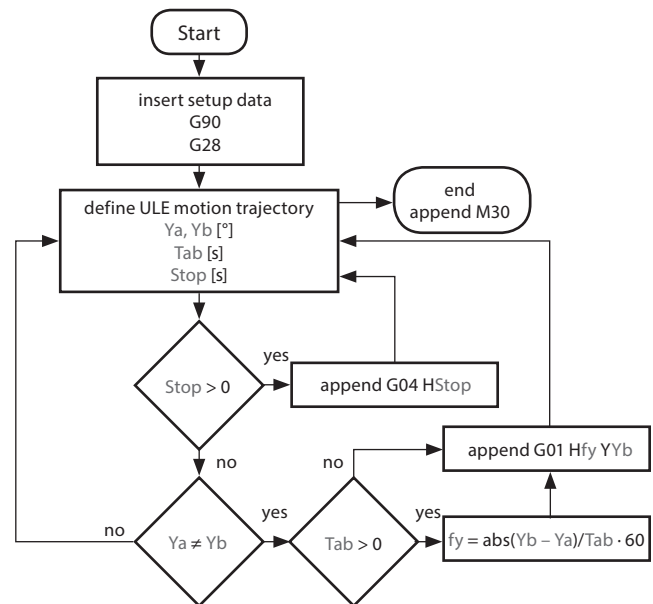 Start
insert setup data
G90
G28
define ULE motion trajectory
Ya, Yb [°]
Tab [s]
Stop [s]
end
append M30
Stop > 0
yes
append G04 HStop
no
Ya ≠ Yb
no
yes
Tab > 0
no
append G01 Hfy YYb
yes
fy = abs(Yb – Ya)/Tab · 60